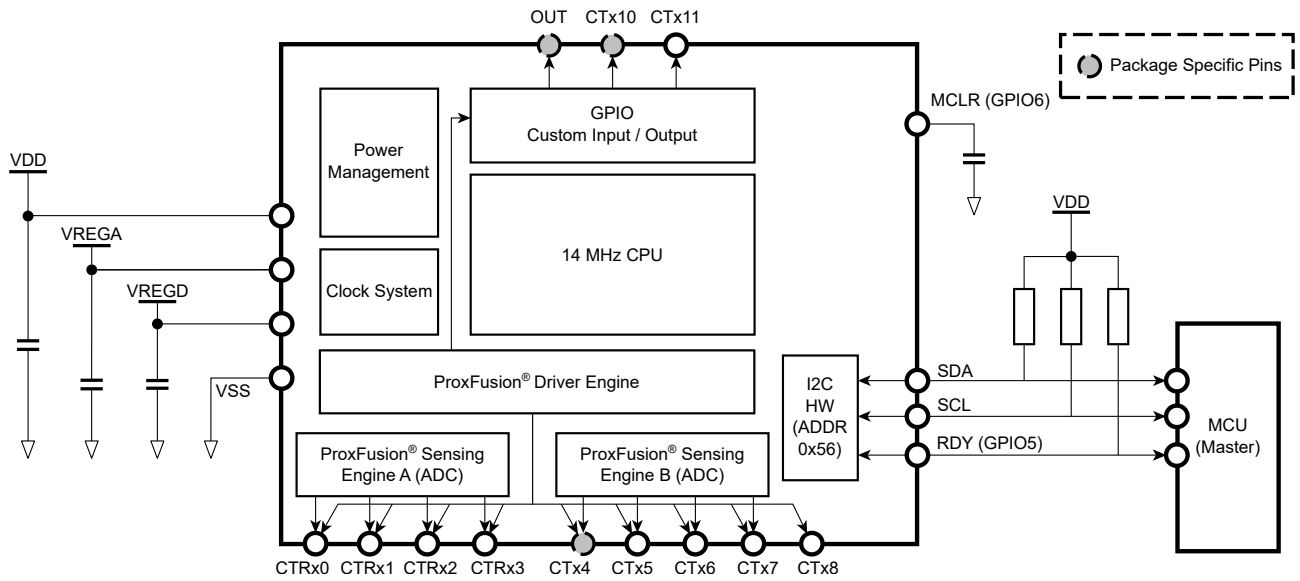 OUT CTx10 CTx11
Package Specific Pins
MCLR (GPIO6)
GPIO
Custom Input / Output
Power
Management
VDD
VDD
VREGA
14 MHz CPU
Clock System
VREGD
VSS
ProxFusion® Driver Engine
I2C
HW
(ADDR
0x56)
SDA
SCL
RDY (GPIO5)
MCU
(Master)
ProxFusion® Sensing
Engine A (ADC)
ProxFusion® Sensing
Engine B (ADC)
CTRx0 CTRx1 CTRx2 CTRx3 CTx4 CTx5 CTx6 CTx7 CTx8